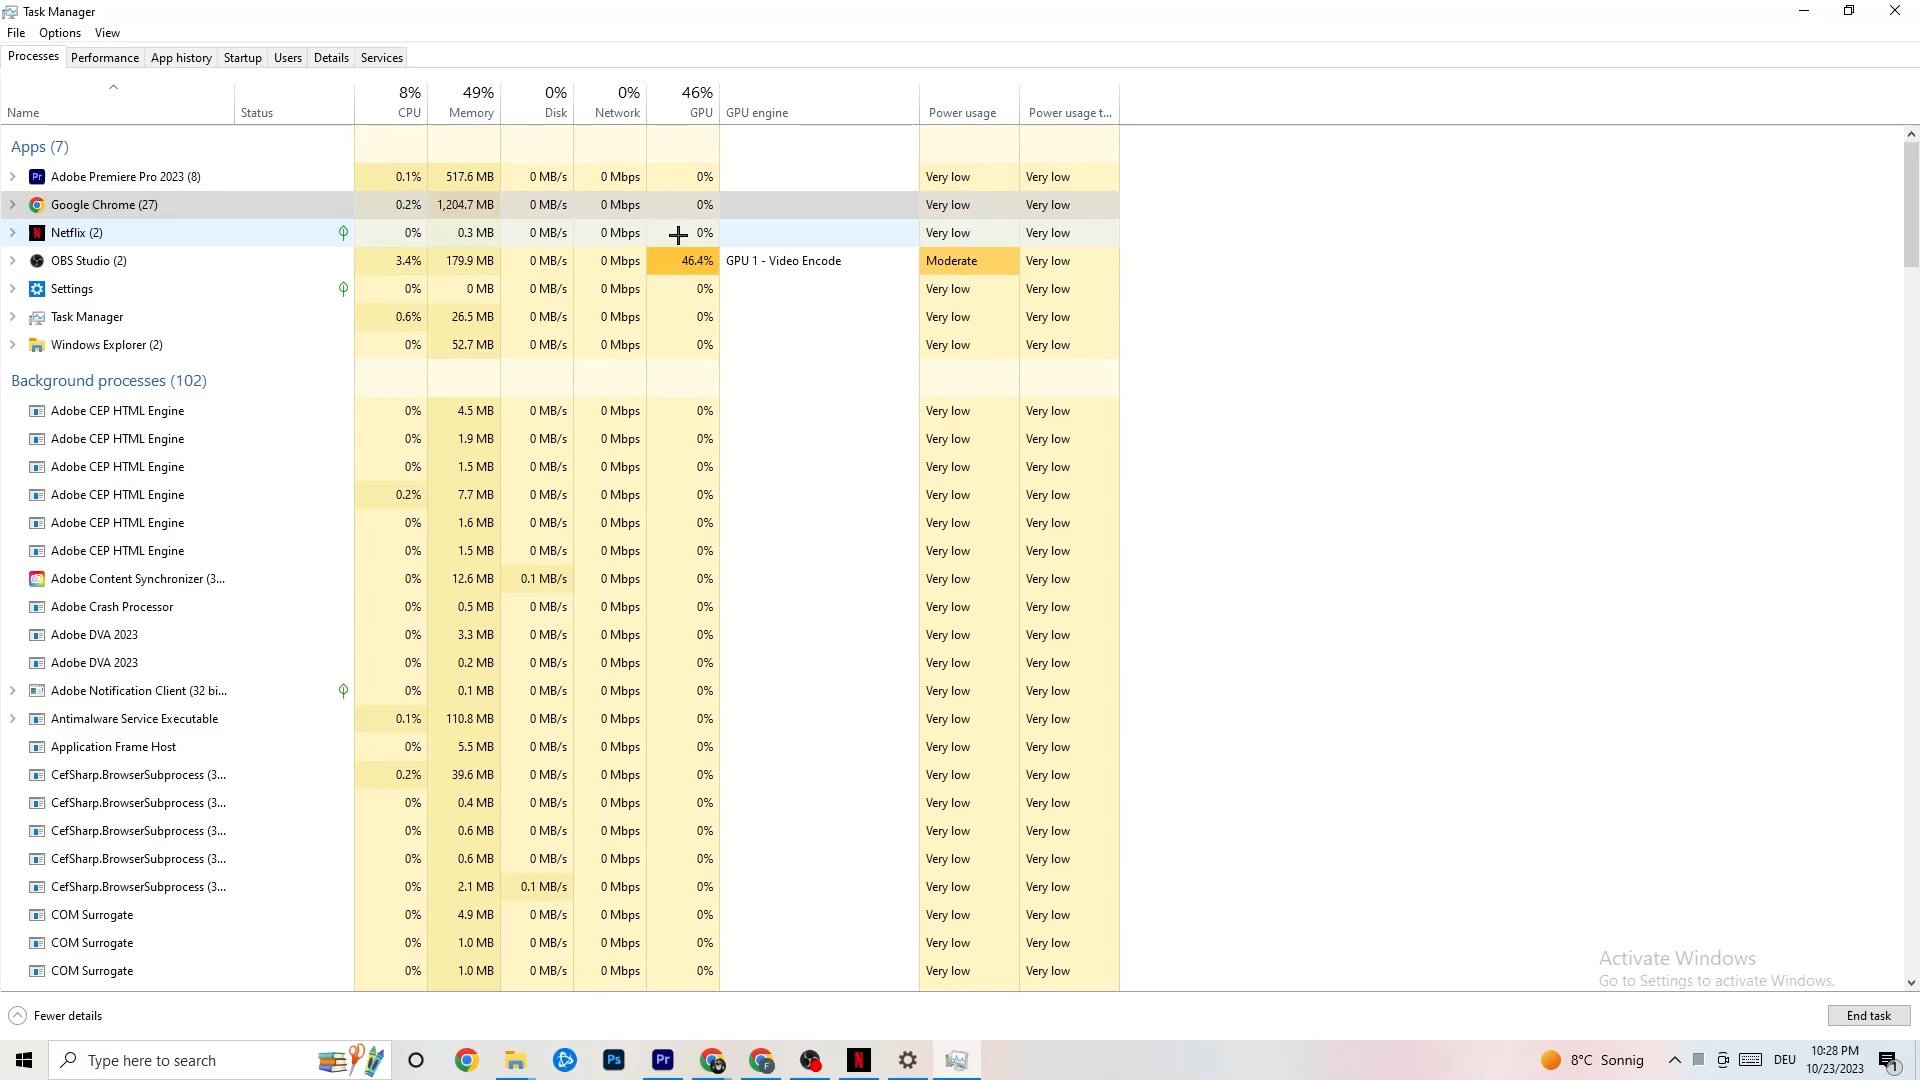 Task Manager
File Options View
Processes Performance App history Startup Users Details Services
8% 49% 0% 0% 46%
Name Status CPU Memory Disk Network GPU GPU engine Power usage Power usage t...
Apps (7)
Pr Adobe Premiere Pro 2023 (8) 0.1% 517.6 MB 0 MB/s 0 Mbps 0% Very low Very low
Google Chrome (27) 0.2% 1,204.7 MB 0 MB/s 0 Mbps 0% Very low Very low
N Netflix (2) 0% 0.3 MB 0 MB/s 0 Mbps 0% Very low Very low
OBS Studio (2) 3.4% 179.9 MB 0 MB/s 0 Mbps 46.4% GPU 1 - Video Encode Moderate Very low
Settings 0% 0 MB 0 MB/s 0 Mbps 0% Very low Very low
Task Manager 0.6% 26.5 MB 0 MB/s 0 Mbps 0% Very low Very low
Windows Explorer (2) 0% 52.7 MB 0 MB/s 0 Mbps 0% Very low Very low
Background processes (102)
Adobe CEP HTML Engine 0% 4.5 MB 0 MB/s 0 Mbps 0% Very low Very low
Adobe CEP HTML Engine 0% 1.9 MB 0 MB/s 0 Mbps 0% Very low Very low
Adobe CEP HTML Engine 0% 1.5 MB 0 MB/s 0 Mbps 0% Very low Very low
Adobe CEP HTML Engine 0.2% 7.7 MB 0 MB/s 0 Mbps 0% Very low Very low
Adobe CEP HTML Engine 0% 1.6 MB 0 MB/s 0 Mbps 0% Very low Very low
Adobe CEP HTML Engine 0% 1.5 MB 0 MB/s 0 Mbps 0% Very low Very low
Adobe Content Synchronizer (3... 0% 12.6 MB 0.1 MB/s 0 Mbps 0% Very low Very low
Adobe Crash Processor 0% 0.5 MB 0 MB/s 0 Mbps 0% Very low Very low
Adobe DVA 2023 0% 3.3 MB 0 MB/s 0 Mbps 0% Very low Very low
Adobe DVA 2023 0% 0.2 MB 0 MB/s 0 Mbps 0% Very low Very low
Adobe Notification Client (32 bi... 0% 0.1 MB 0 MB/s 0 Mbps 0% Very low Very low
Antimalware Service Executable 0.1% 110.8 MB 0 MB/s 0 Mbps 0% Very low Very low
Application Frame Host 0% 5.5 MB 0 MB/s 0 Mbps 0% Very low Very low
CefSharp.BrowserSubprocess (3... 0.2% 39.6 MB 0 MB/s 0 Mbps 0% Very low Very low
CefSharp.BrowserSubprocess (3... 0% 0.4 MB 0 MB/s 0 Mbps 0% Very low Very low
CefSharp.BrowserSubprocess (3... 0% 0.6 MB 0 MB/s 0 Mbps 0% Very low Very low
CefSharp.BrowserSubprocess (3... 0% 0.6 MB 0 MB/s 0 Mbps 0% Very low Very low
CefSharp.BrowserSubprocess (3... 0% 2.1 MB 0.1 MB/s 0 Mbps 0% Very low Very low
COM Surrogate 0% 4.9 MB 0 MB/s 0 Mbps 0% Very low Very low
COM Surrogate 0% 1.0 MB 0 MB/s 0 Mbps 0% Very low Very low
COM Surrogate 0% 1.0 MB 0 MB/s 0 Mbps 0% Very low Very low
Activate Windows
Go to Settings to activate Windows.
Fewer details End task
Type here to search Ps Pr F N 8°C Sonnig DEU 10:28 PM
10/23/2023 1